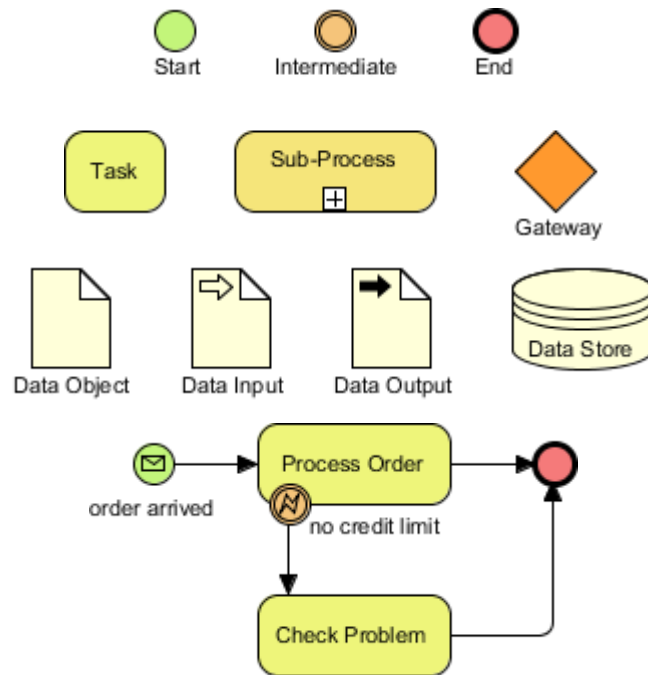 Start
Intermediate
End
Task
Sub-Process
Gateway
Data Object
Data Input
Data Output
Data Store
Process Order
order arrived
no credit limit
Check Problem